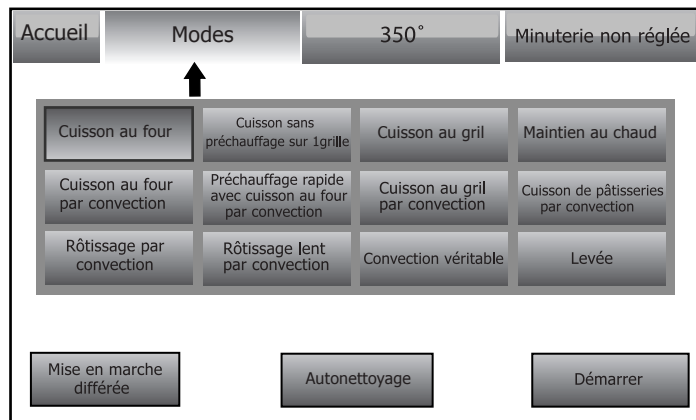 Accueil
Modes
350°
Minuterie non réglée
Cuisson au four
Cuisson sans
préchauffage sur 1grille
Cuisson au gril
Maintien au chaud
Cuisson au four
par convection
Préchauffage rapide
avec cuisson au four
par convection
Cuisson au gril
par convection
Cuisson de pâtisseries
par convection
Rôtissage par
convection
Rôtissage lent
par convection
Convection véritable
Levée
Mise en marche
différée
Autonettoyage
Démarrer